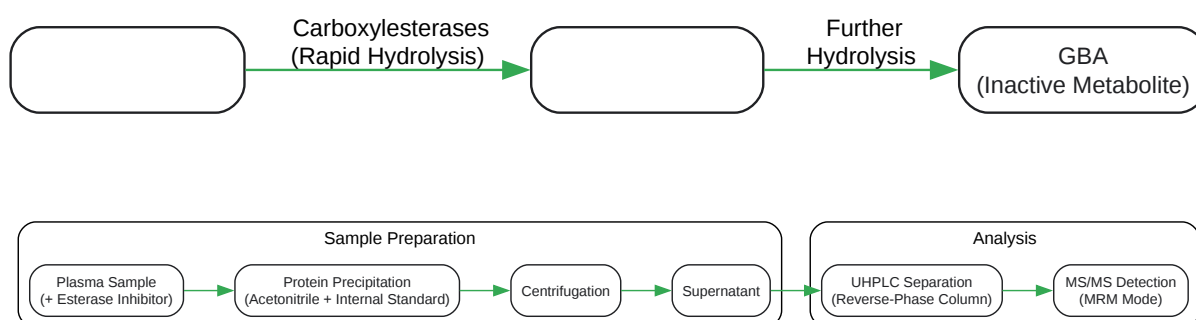 Carboxylesterases
(Rapid Hydrolysis)
Further
Hydrolysis
GBA
(Inactive Metabolite)
Sample Preparation
Analysis
Plasma Sample
(+ Esterase Inhibitor)
Protein Precipitation
(Acetonitrile + Internal Standard)
Centrifugation
Supernatant
UHPLC Separation
(Reverse-Phase Column)
MS/MS Detection
(MRM Mode)